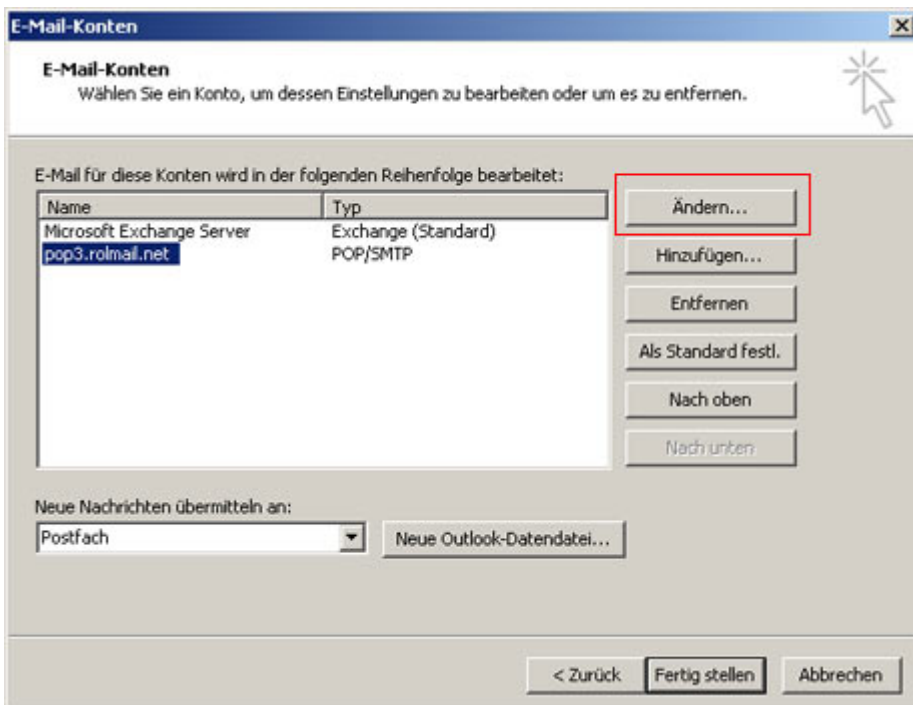 E-Mail-Konten
E-Mail-Konten
Wählen Sie ein Konto, um dessen Einstellungen zu bearbeiten oder um es zu entfernen.
E-Mail für diese Konten wird in der folgenden Reihenfolge bearbeitet:
Name Typ
Microsoft Exchange Server Exchange (Standard)
pop3.rolmail.net POP/SMTP
Ändern...
Hinzufügen...
Entfernen
Als Standard festl.
Nach oben
Nach unten
Neue Nachrichten übermitteln an:
Postfach Neue Outlook-Datendatei...
< Zurück Fertig stellen Abbrechen